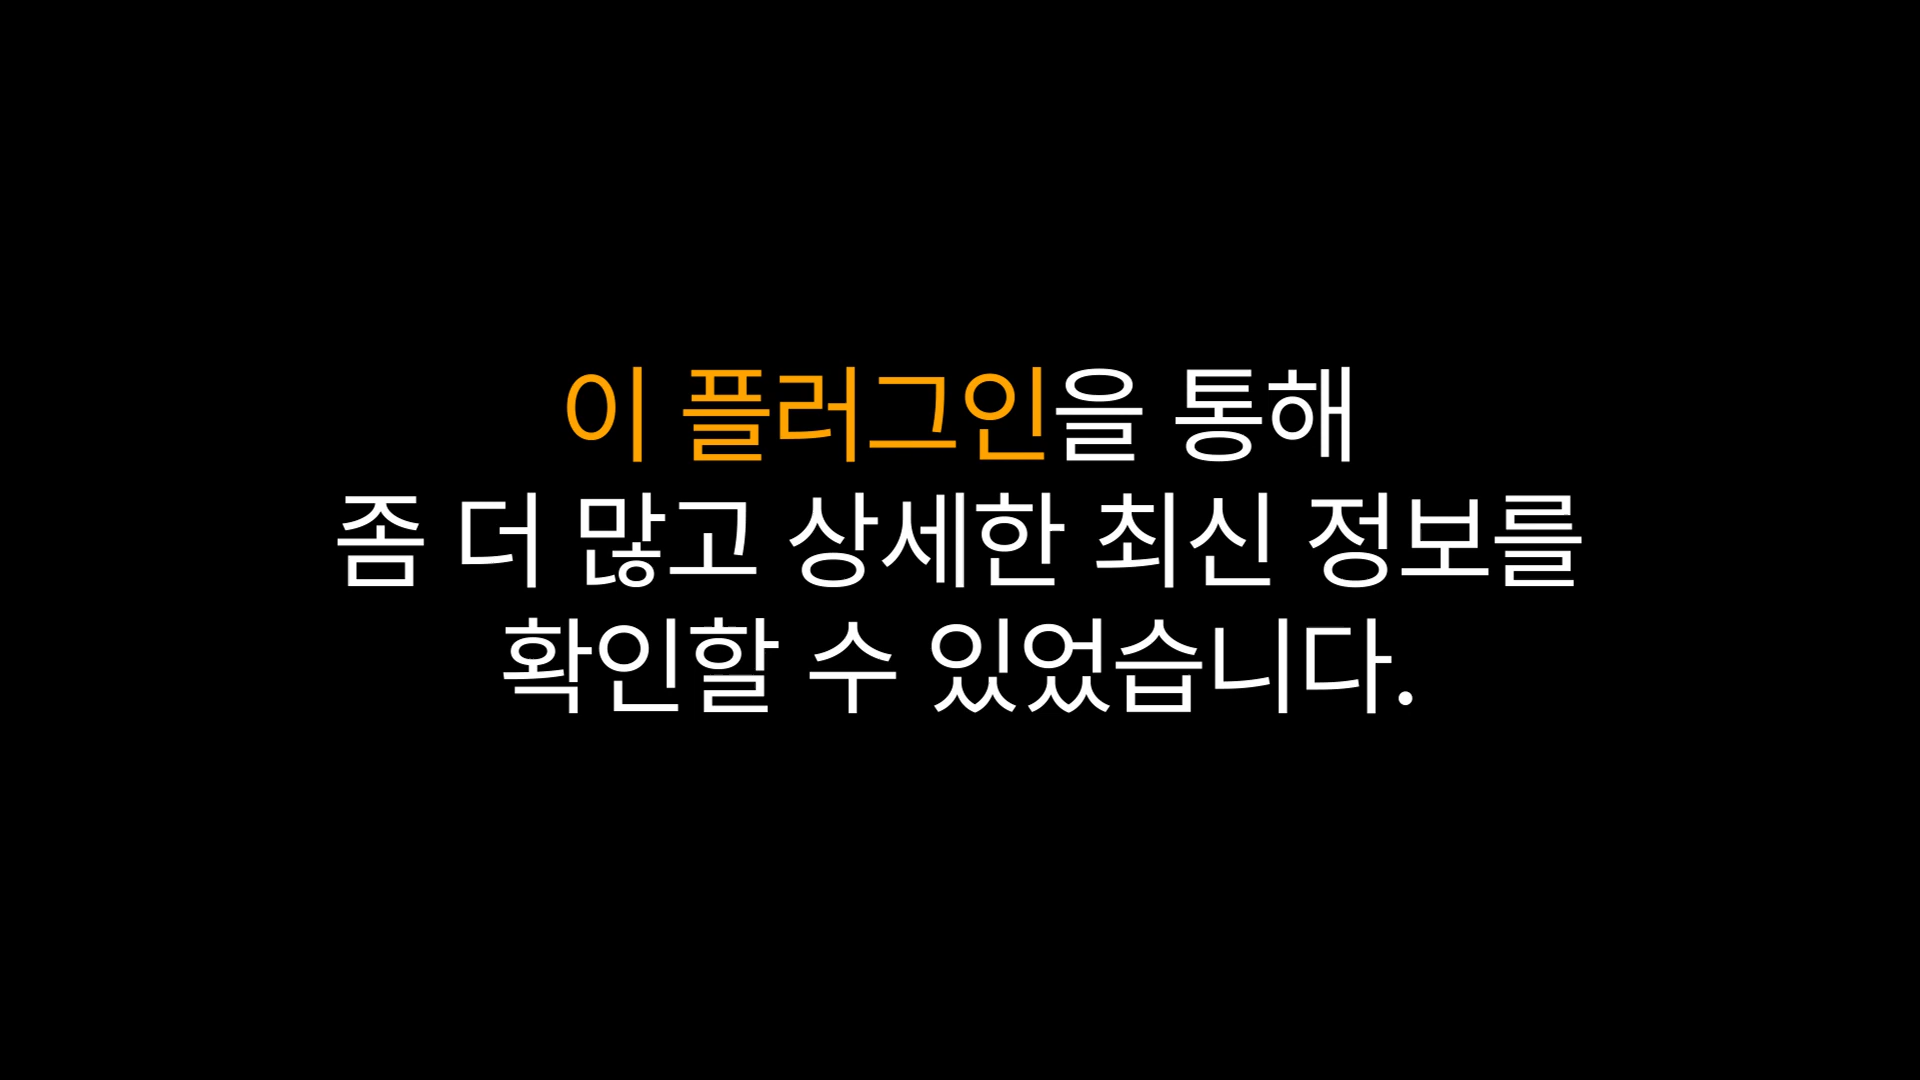 이 플러그인을 통해
좀 더 많고 상세한 최신 정보를
확인할 수 있었습니다.